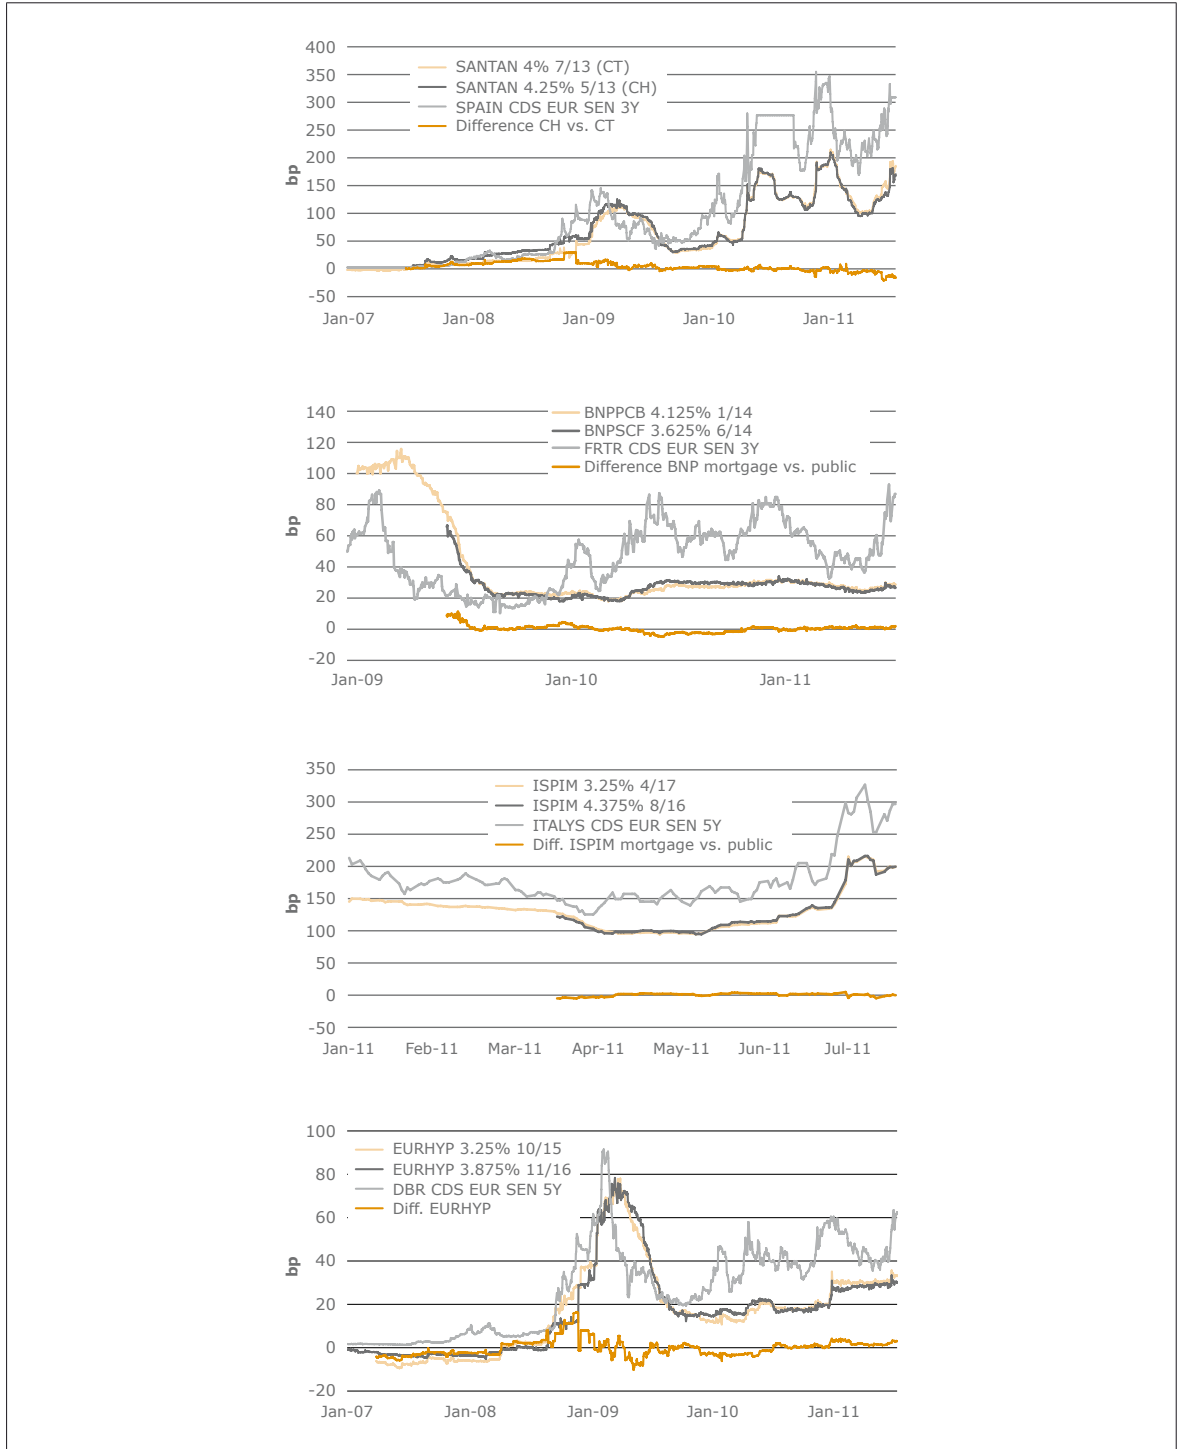 400
350
300
250
200
150
100
50
0
-50
bp
SANTAN 4% 7/13 (CT)
SANTAN 4.25% 5/13 (CH)
SPAIN CDS EUR SEN 3Y
Difference CH vs. CT
Jan-07 Jan-08 Jan-09 Jan-10 Jan-11
140
120
100
80
60
40
20
0
-20
bp
BNPPCB 4.125% 1/14
BNPSCF 3.625% 6/14
FRTR CDS EUR SEN 3Y
Difference BNP mortgage vs. public
Jan-09 Jan-10 Jan-11
350
300
250
200
150
100
50
0
-50
bp
ISPIM 3.25% 4/17
ISPIM 4.375% 8/16
ITALYS CDS EUR SEN 5Y
Diff. ISPIM mortgage vs. public
Jan-11 Feb-11 Mar-11 Apr-11 May-11 Jun-11 Jul-11
100
80
60
40
20
0
-20
bp
EURHYP 3.25% 10/15
EURHYP 3.875% 11/16
DBR CDS EUR SEN 5Y
Diff. EURHYP
Jan-07 Jan-08 Jan-09 Jan-10 Jan-11